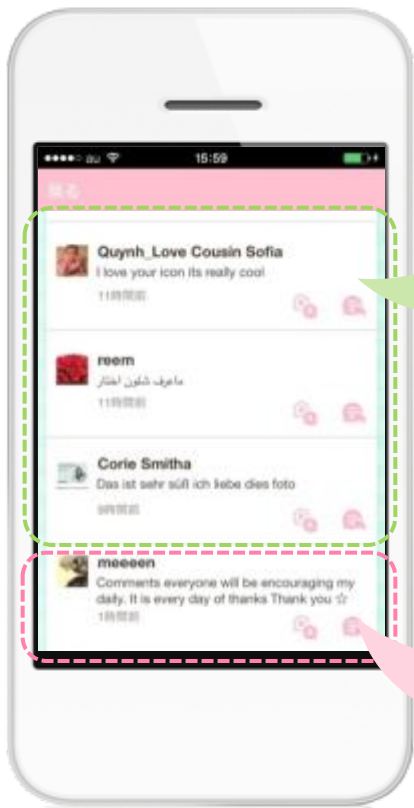 au 15:59
戻る
Quynh_Love Cousin Sofia
I love your icon its really cool
11時間前
reem
ماعرف شلون اختار
11時間前
Corie Smitha
Das ist sehr süß ich liebe dies foto
9時間前
meeeen
Comments everyone will be encouraging my
daily. It is every day of thanks Thank you ☆
1時間前